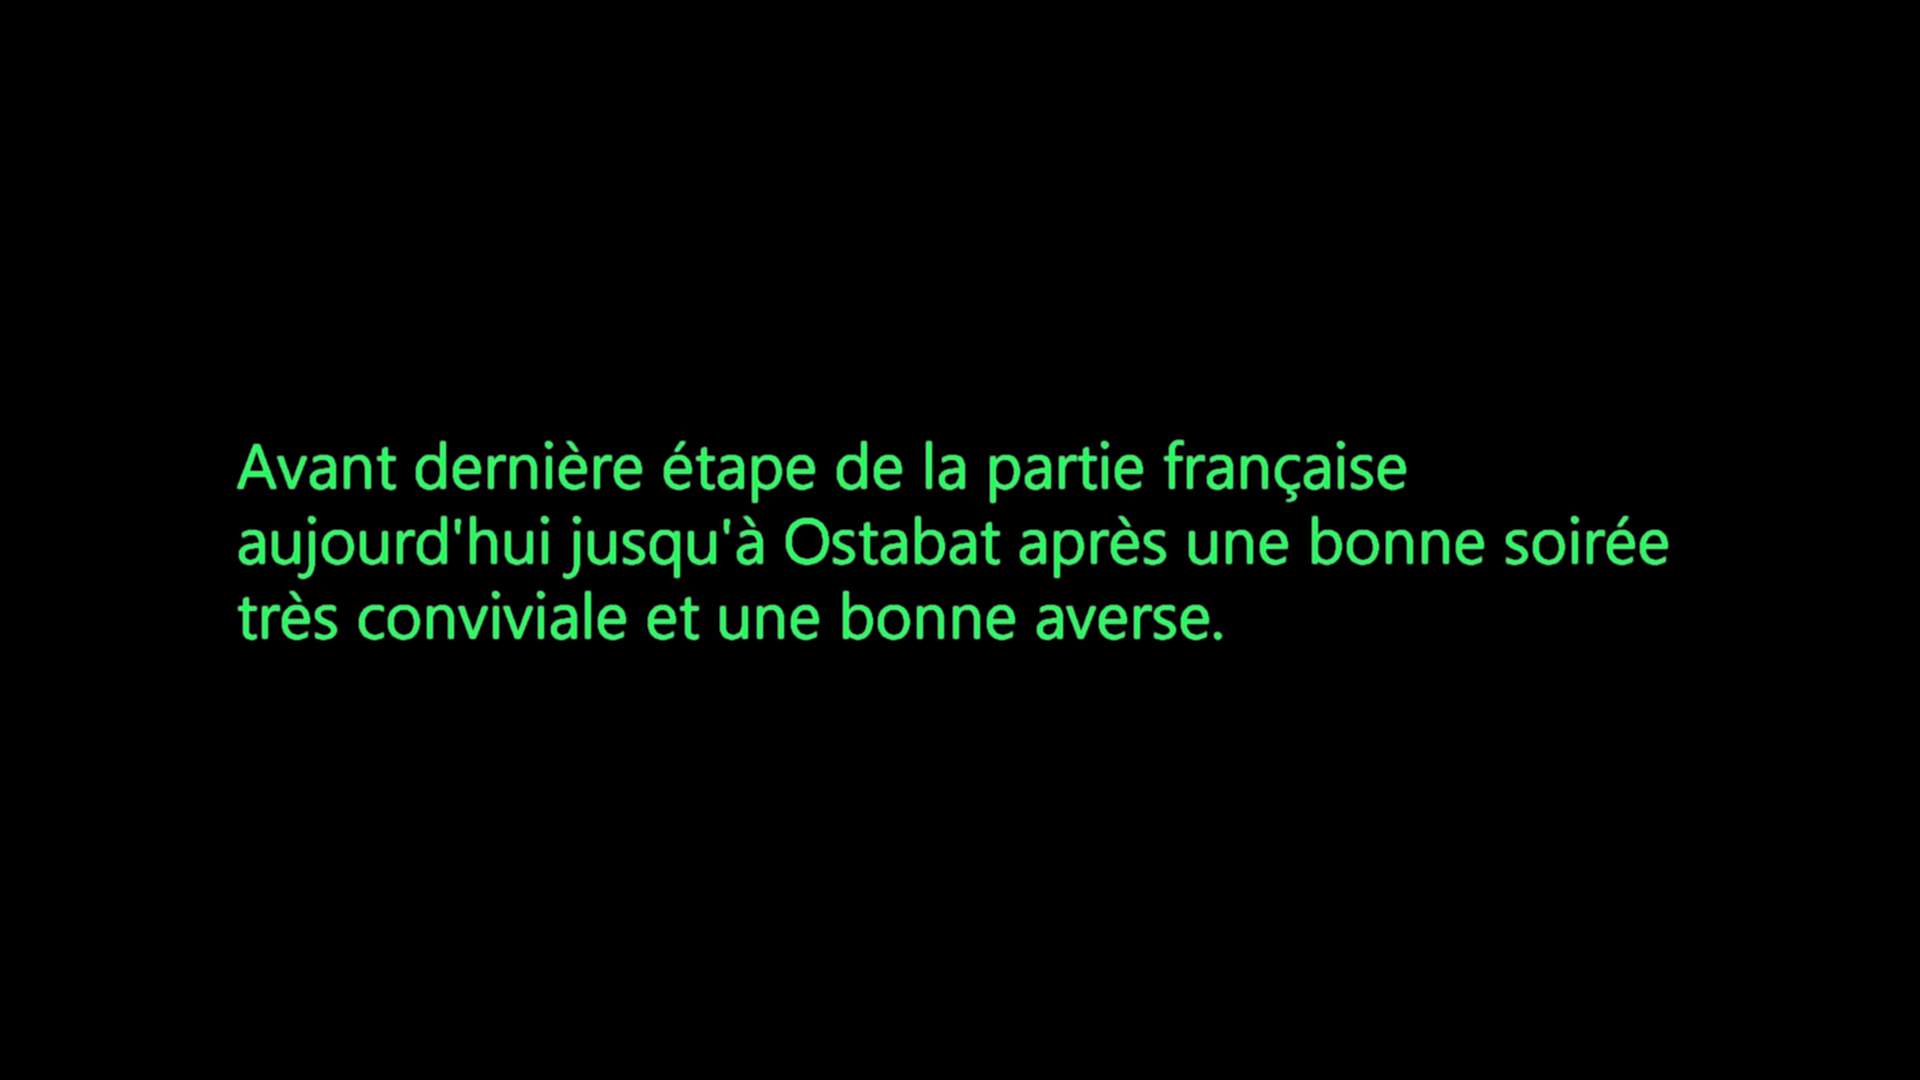 Avant dernière étape de la partie française
aujourd'hui jusqu'à Ostabat après une bonne soirée
très conviviale et une bonne averse.